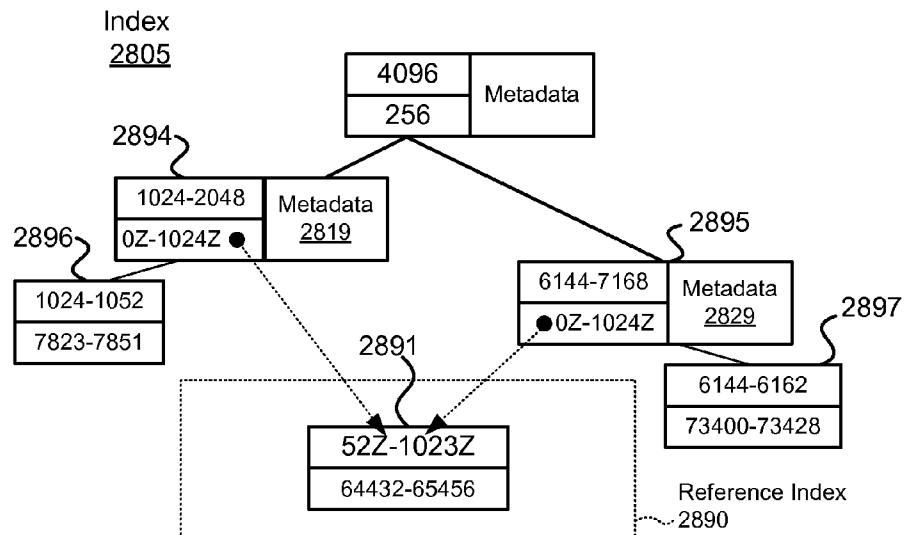 Index
2805
4096
256
Metadata
2894
1024-2048
0Z-1024Z
Metadata
2819
2896
1024-1052
7823-7851
2895
6144-7168
0Z-1024Z
Metadata
2829
2897
6144-6162
73400-73428
2891
52Z-1023Z
64432-65456
Reference Index
2890